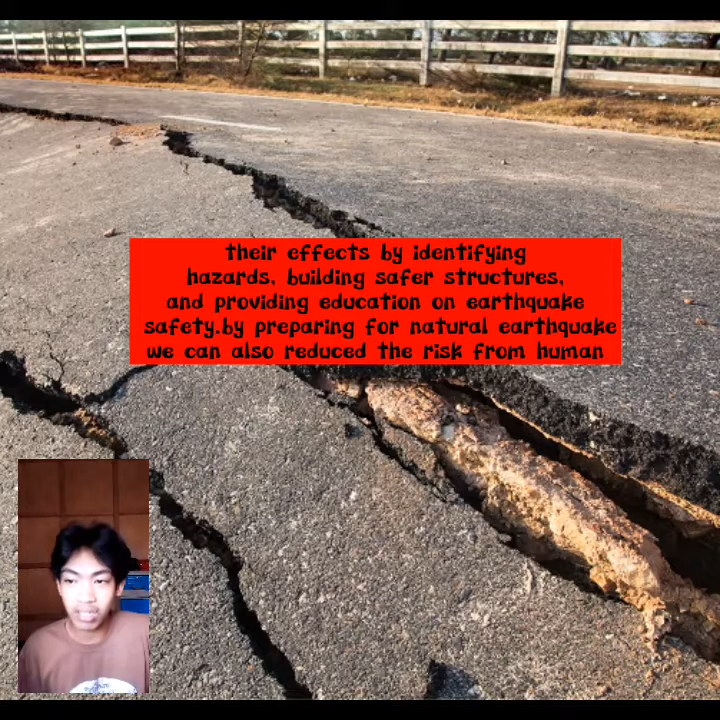 their effects by identifying
hazards, building safer structures,
and providing education on earthquake
safety.by preparing for natural earthquake
we can also reduced the risk from human